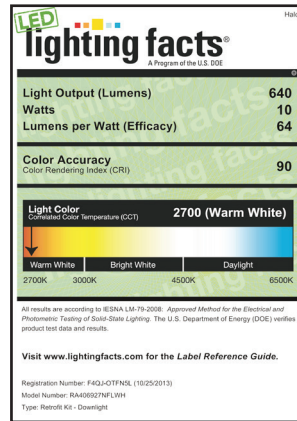 Halo
LED
lighting facts®
A Program of the U.S. DOE
Light Output (Lumens) 640
Watts 10
Lumens per Watt (Efficacy) 64
Color Accuracy 90
Color Rendering Index (CRI)
Light Color 2700 (Warm White)
Correlated Color Temperature (CCT)
Warm White Bright White Daylight
2700K 3000K 4500K 6500K
All results are according to IESNA LM-79-2008: Approved Method for the Electrical and
Photometric Testing of Solid-State Lighting. The U.S. Department of Energy (DOE) verifies
product test data and results.
Visit www.lightingfacts.com for the Label Reference Guide.
Registration Number: F4QJ-OTFN5L (10/25/2013)
Model Number: RA406927NFLWH
Type: Retrofit Kit - Downlight